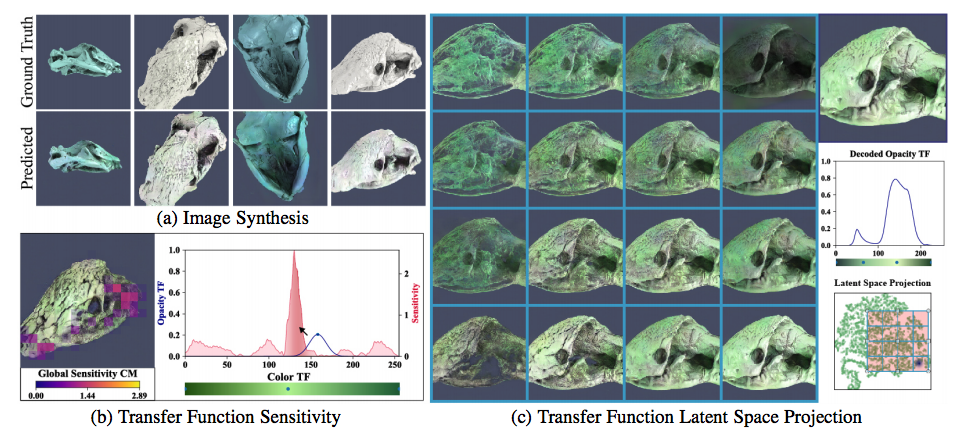 Ground Truth
Predicted
(a) Image Synthesis
1.0
0.8
0.6
0.4
0.2
0.0
Opacity TF
2
1
0
Sensitivity
0 50 100 150 200 250
Color TF
Global Sensitivity CM
0.00 1.44 2.89
(b) Transfer Function Sensitivity
Decoded Opacity TF
1.0
0.8
0.6
0.4
0.2
0.0
0 100 200
Latent Space Projection
(c) Transfer Function Latent Space Projection